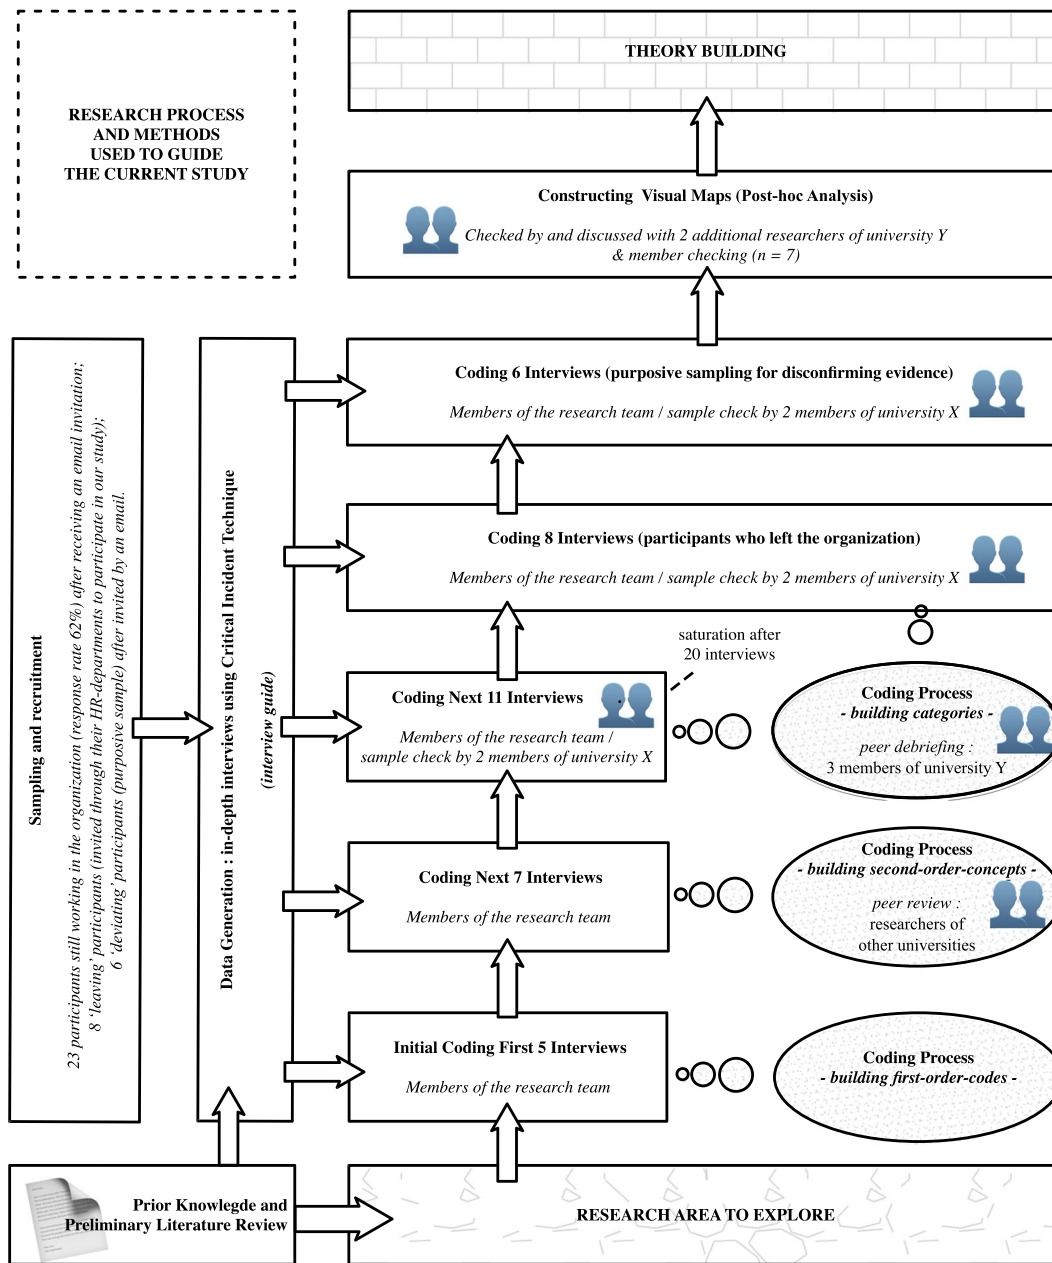 RESEARCH PROCESS
AND METHODS
USED TO GUIDE
THE CURRENT STUDY
THEORY BUILDING
Constructing Visual Maps (Post-hoc Analysis)
Checked by and discussed with 2 additional researchers of university Y
& member checking (n = 7)
Coding 6 Interviews (purposive sampling for disconfirming evidence)
Members of the research team / sample check by 2 members of university X
Coding 8 Interviews (participants who left the organization)
Members of the research team / sample check by 2 members of university X
saturation after
20 interviews
Coding Next 11 Interviews
Members of the research team /
sample check by 2 members of university X
Coding Process
- building categories -
peer debriefing :
3 members of university Y
Coding Next 7 Interviews
Members of the research team
Coding Process
- building second-order-concepts -
peer review :
researchers of
other universities
Initial Coding First 5 Interviews
Members of the research team
Coding Process
- building first-order-codes -
Sampling and recruitment
23 participants still working in the organization (response rate 62%) after receiving an email invitation;
8 'leaving' participants (invited through their HR-departments to participate in our study);
6 'deviating' participants (purposive sample) after invited by an email.
Data Generation : in-depth interviews using Critical Incident Technique
(interview guide)
Prior Knowlegde and
Preliminary Literature Review
RESEARCH AREA TO EXPLORE